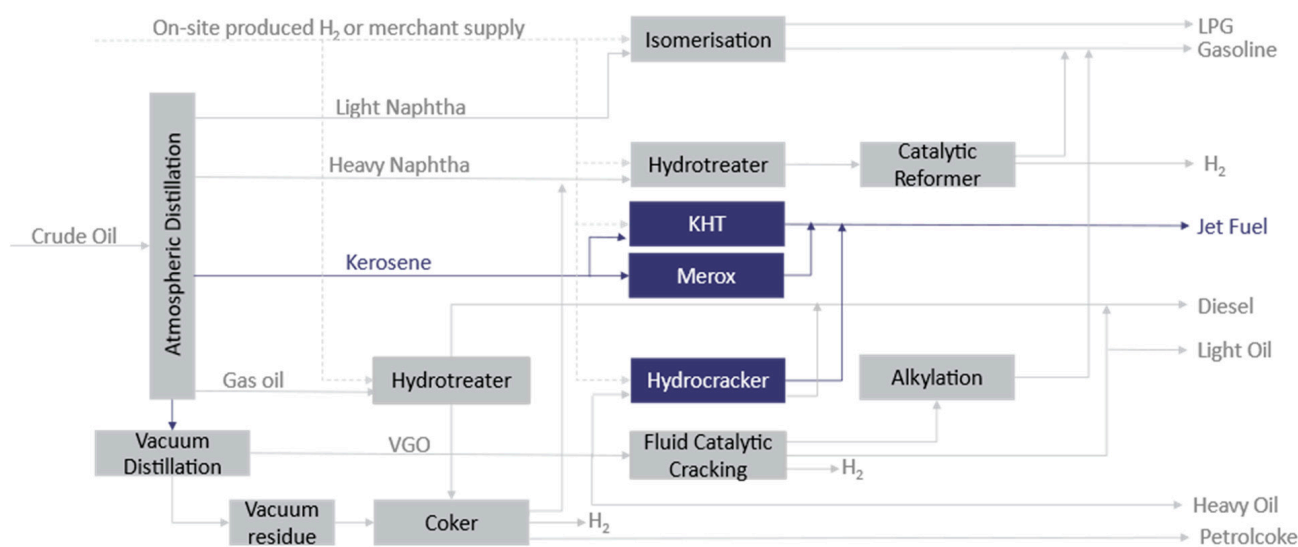 On-site produced H₂ or merchant supply
Isomerisation
LPG
Gasoline
Light Naphtha
Heavy Naphtha
Hydrotreater
Catalytic
Reformer
H₂
Atmospheric Distillation
Crude Oil
KHT
Jet Fuel
Kerosene
Merox
Diesel
Light Oil
Gas oil
Hydrotreater
Hydrocracker
Alkylation
Vacuum
Distillation
VGO
Fluid Catalytic
Cracking
H₂
Vacuum
residue
Coker
H₂
Heavy Oil
Petrolcoke